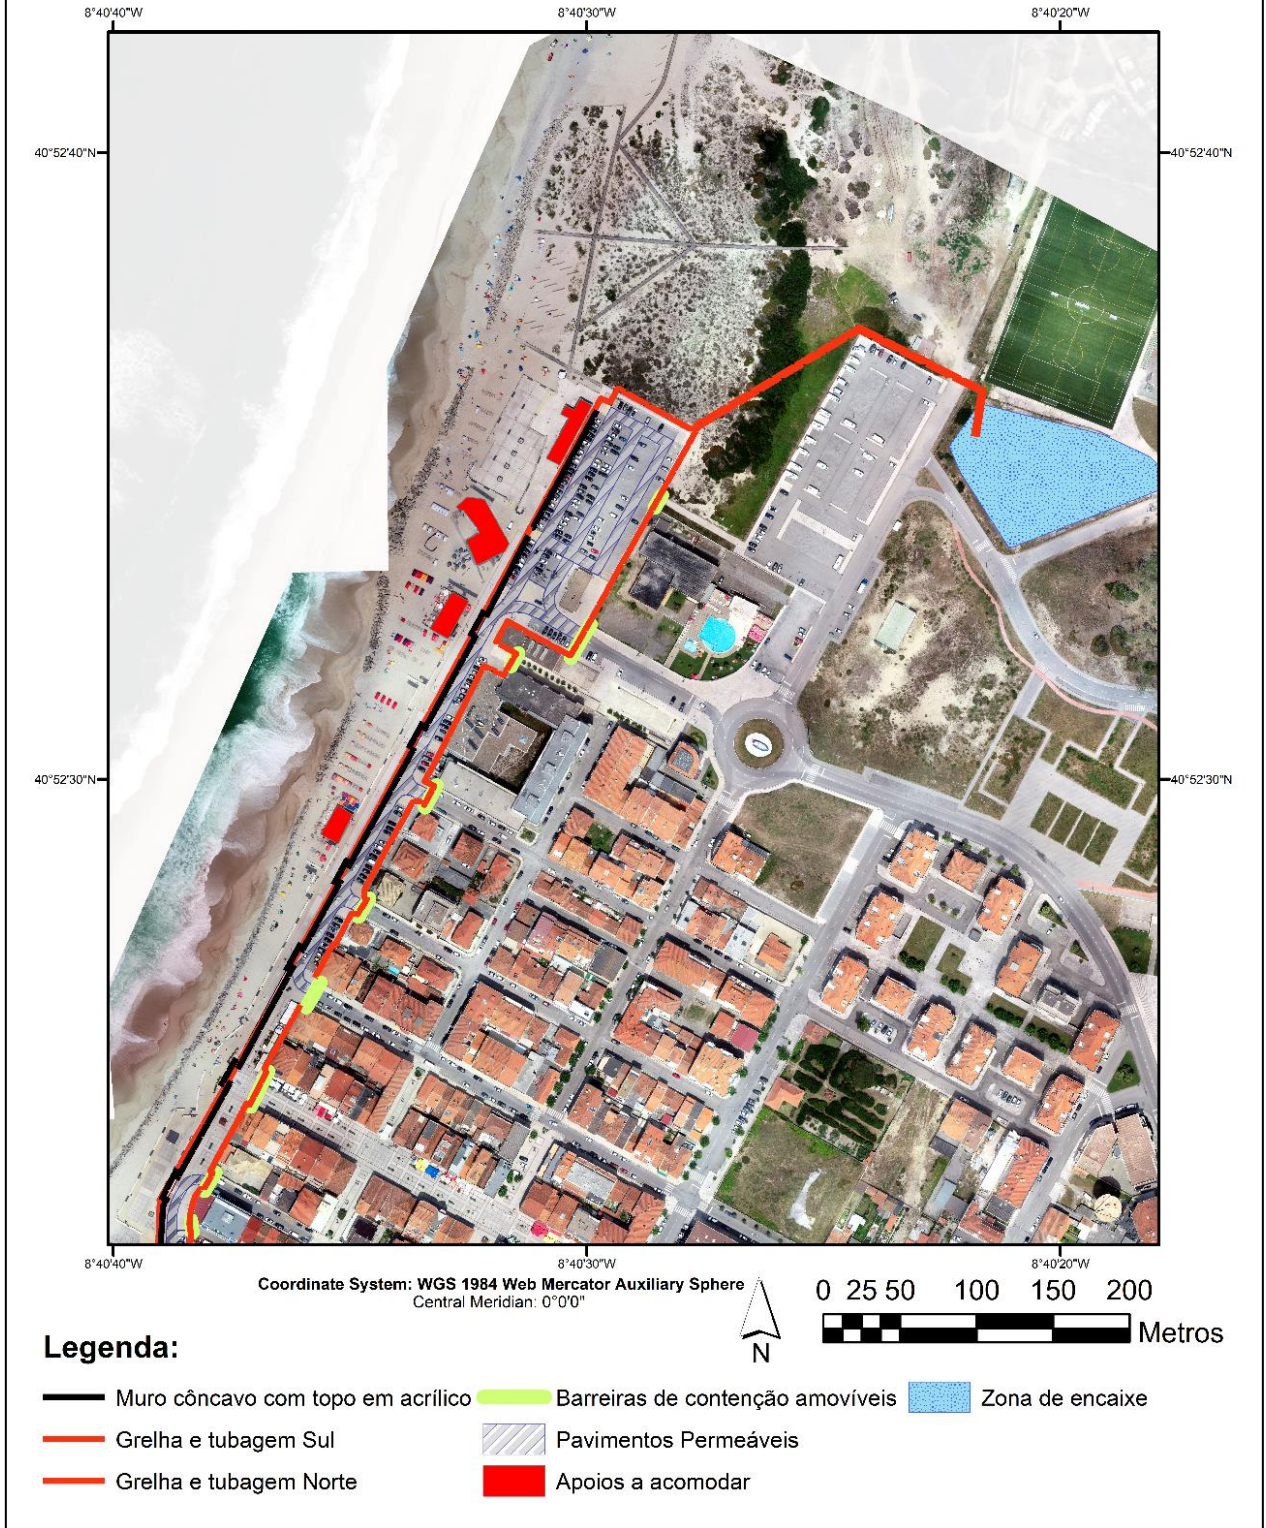 8°40'40"W 8°40'30"W 8°40'20"W
40°52'40"N 40°52'40"N
40°52'30"N 40°52'30"N
8°40'40"W 8°40'30"W 8°40'20"W
Coordinate System: WGS 1984 Web Mercator Auxiliary Sphere
Central Meridian: 0°0'0"
N
0 25 50 100 150 200
Metros
Legenda:
Muro côncavo com topo em acrílico
Grelha e tubagem Sul
Grelha e tubagem Norte
Barreiras de contenção amovíveis
Pavimentos Permeáveis
Apoios a acomodar
Zona de encaixe